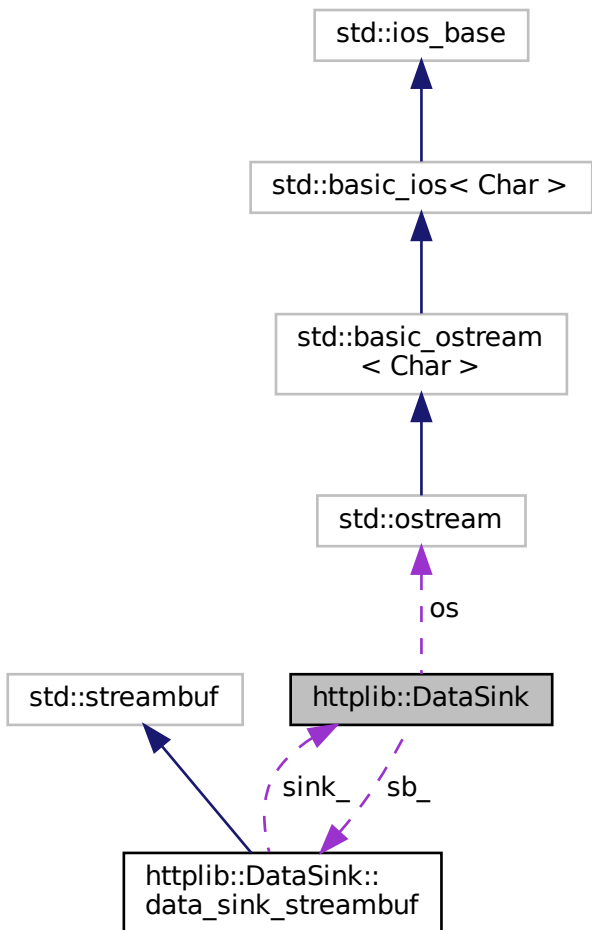 std::ios_base
std::basic_ios< Char >
std::basic_ostream
< Char >
std::ostream
os
std::streambuf
httplib::DataSink
sink_
sb_
httplib::DataSink::
data_sink_streambuf